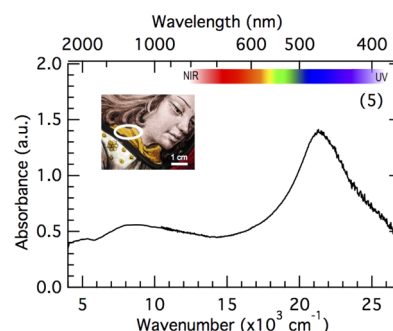 Wavelength (nm)
2000 1000 600 500 400
2.0
NIR UV
(5)
1.5
1 cm
1.0
0.5
0.0
Absorbance (a.u.)
5 10 15 20 25
Wavenumber (x10³ cm⁻¹)